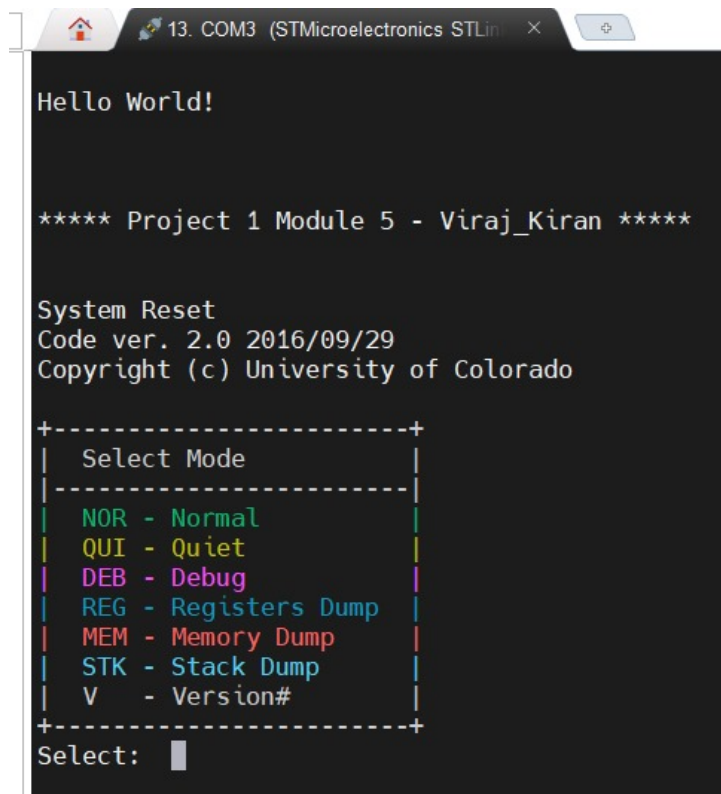 13. COM3 (STMicroelectronics STLin
Hello World!
***** Project 1 Module 5 - Viraj_Kiran *****
System Reset
Code ver. 2.0 2016/09/29
Copyright (c) University of Colorado
+------------------------+
|  Select Mode           |
|------------------------|
|  NOR - Normal          |
|  QUI - Quiet           |
|  DEB - Debug           |
|  REG - Registers Dump  |
|  MEM - Memory Dump     |
|  STK - Stack Dump      |
|  V   - Version#        |
+------------------------+
Select: